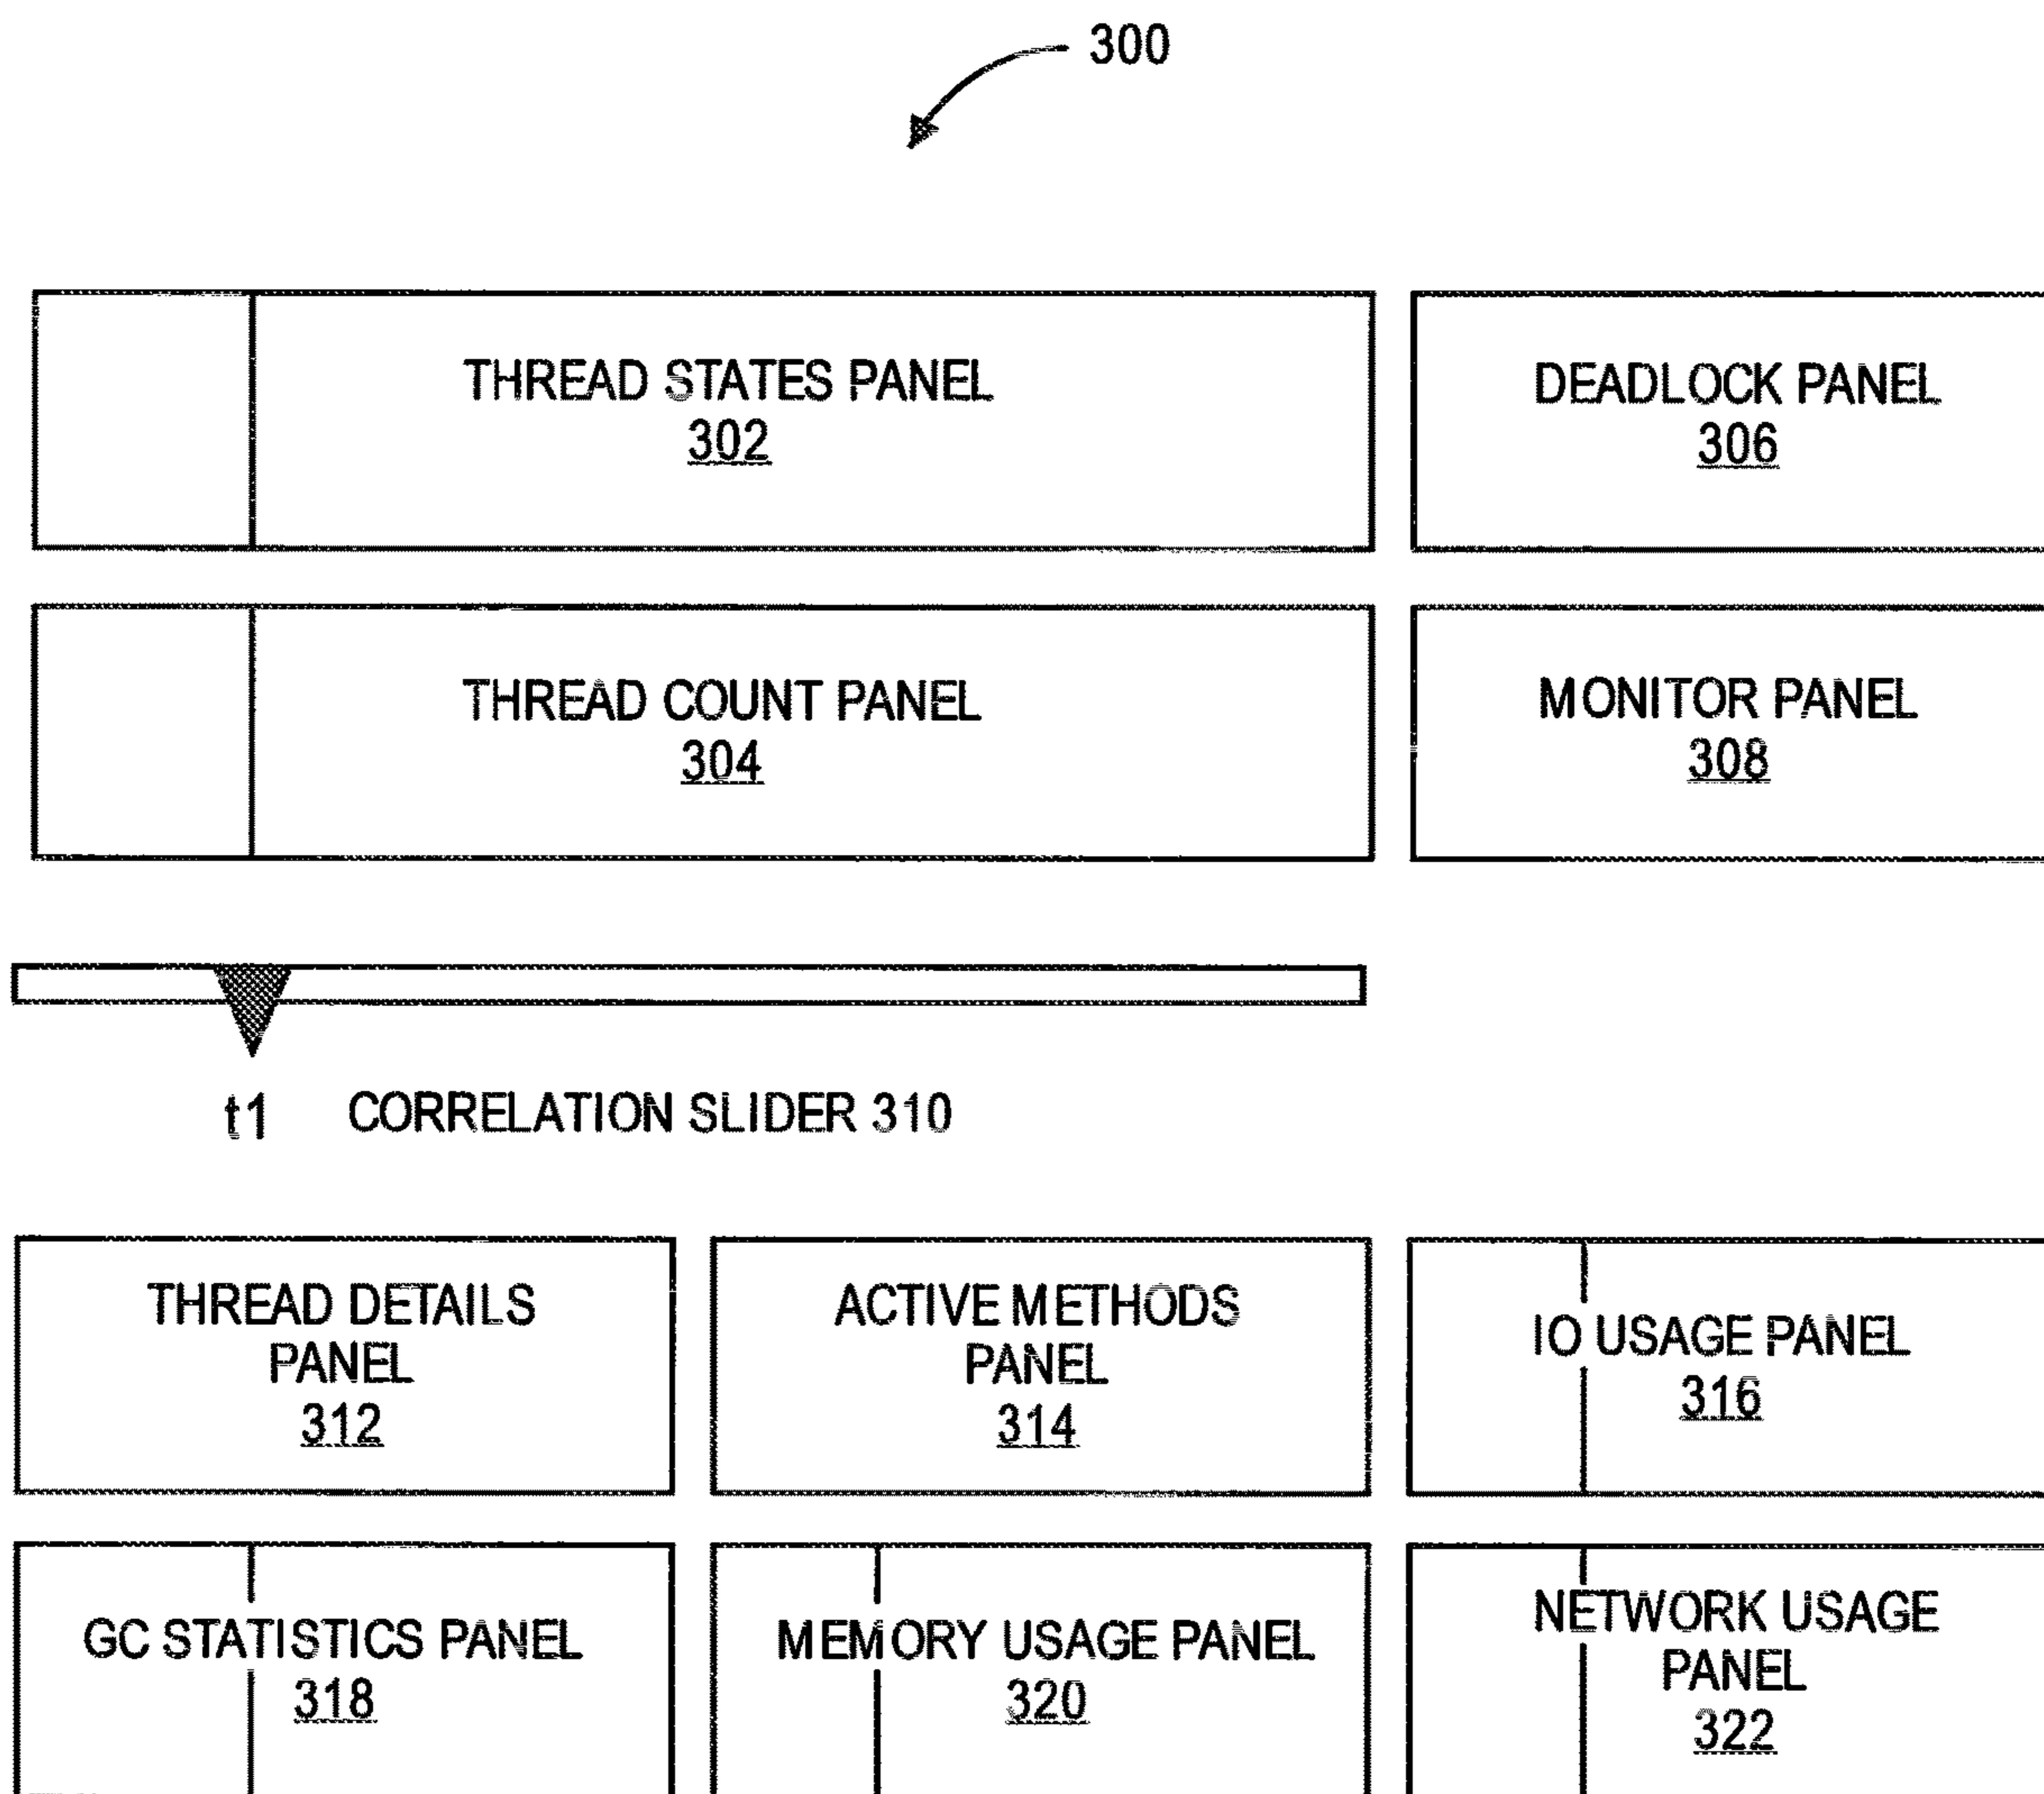 300
THREAD STATES PANEL
302
DEADLOCK PANEL
306
THREAD COUNT PANEL
304
MONITOR PANEL
308
t1
CORRELATION SLIDER 310
THREAD DETAILS
PANEL
312
ACTIVE METHODS
PANEL
314
IO USAGE PANEL
316
GC STATISTICS PANEL
318
MEMORY USAGE PANEL
320
NETWORK USAGE
PANEL
322